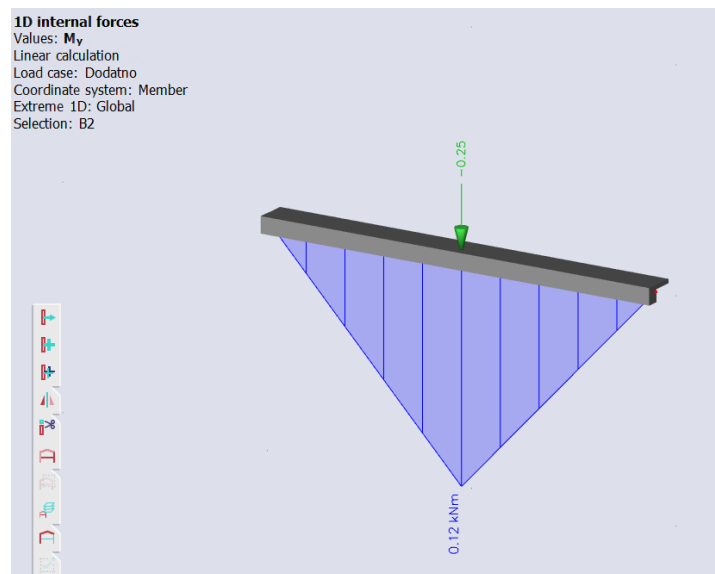 1D internal forces
Values: My
Linear calculation
Load case: Dodatno
Coordinate system: Member
Extreme 1D: Global
Selection: B2
-0.25
0.12 kNm